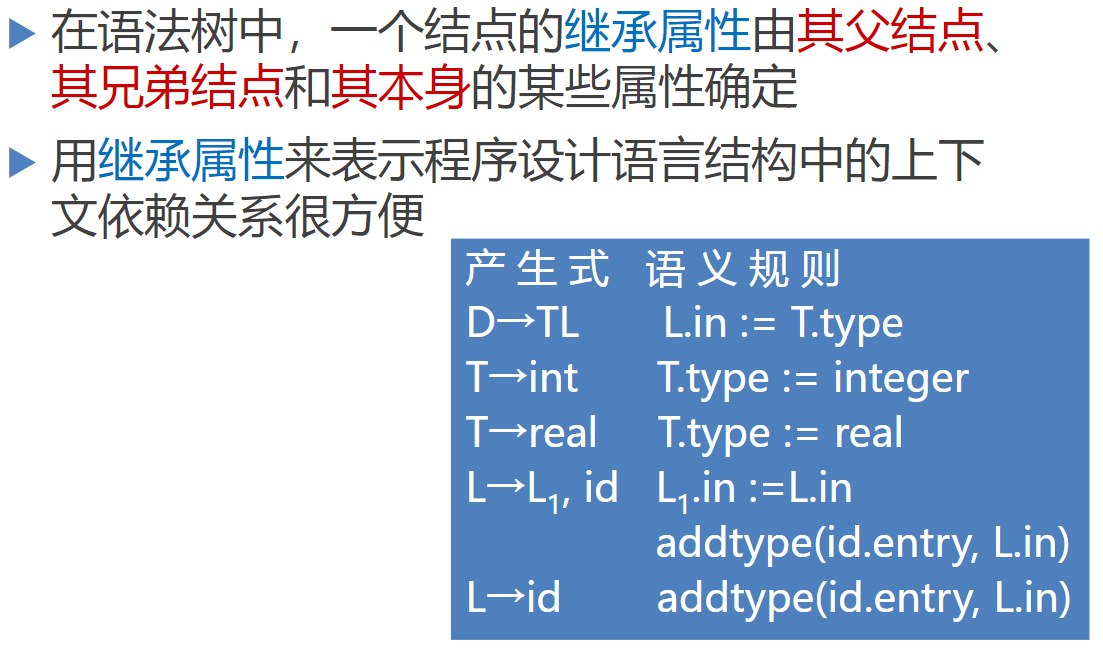 在语法树中，一个结点的继承属性由其父结点、
其兄弟结点和其本身的某些属性确定
用继承属性来表示程序设计语言结构中的上下
文依赖关系很方便
产 生 式 语 义 规 则
D→TL L.in := T.type
T→int T.type := integer
T→real T.type := real
L→L₁, id L₁.in :=L.in
addtype(id.entry, L.in)
L→id addtype(id.entry, L.in)